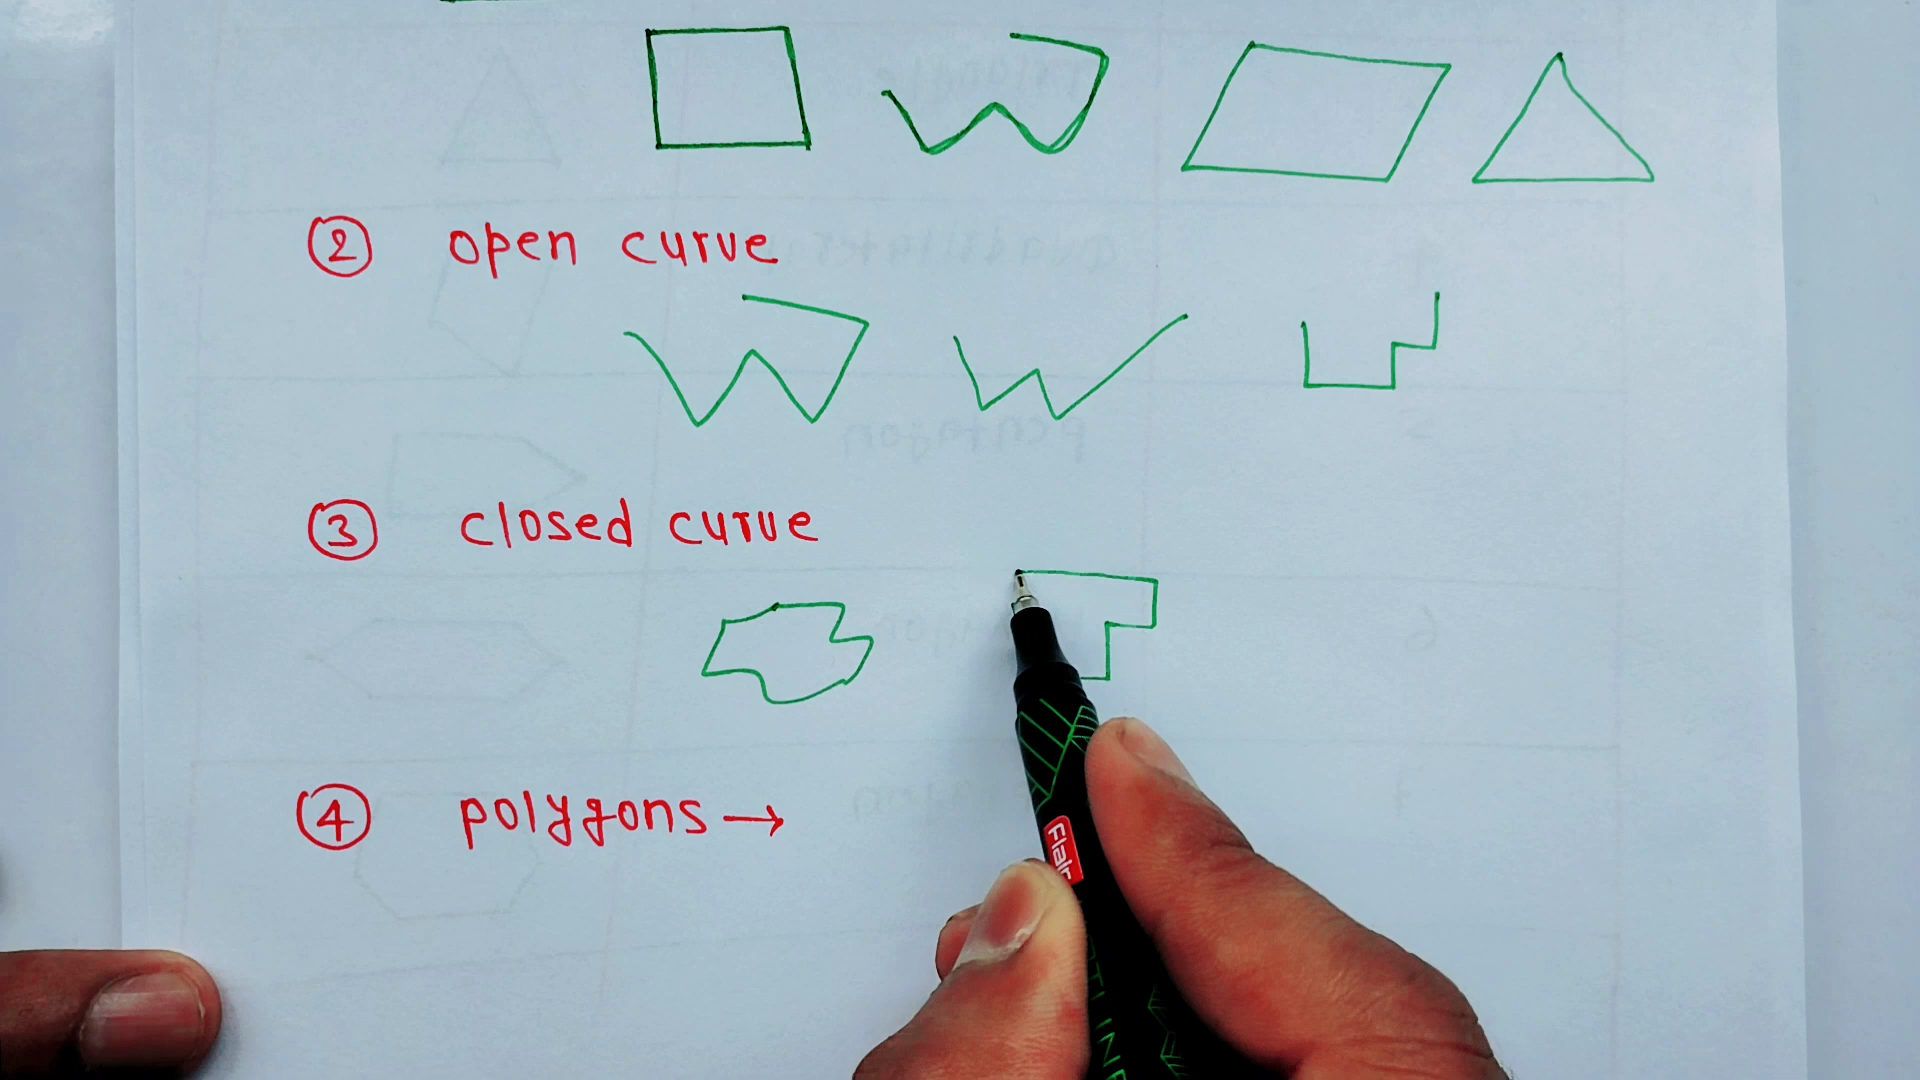 ② open curve
③ closed curve
④ polygons →
Flair